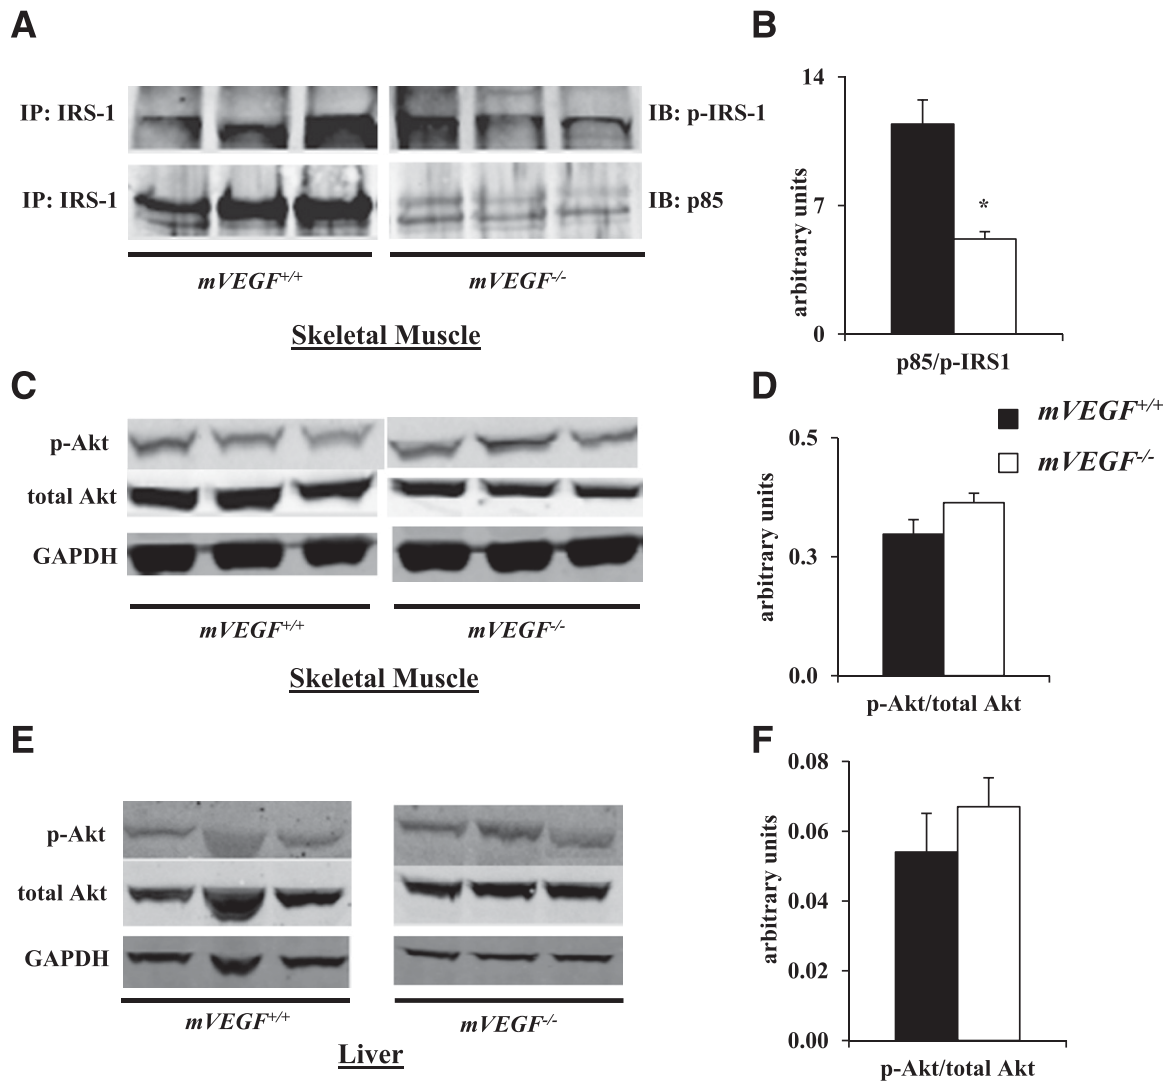 A
IP: IRS-1
IB: p-IRS-1
IP: IRS-1
IB: p85
mVEGF+/+
mVEGF-/-
Skeletal Muscle
B
14
7
0
arbitrary units
*
p85/p-IRS1
C
p-Akt
total Akt
GAPDH
mVEGF+/+
mVEGF-/-
Skeletal Muscle
D
mVEGF+/+
mVEGF-/-
0.5
0.3
0.0
arbitrary units
p-Akt/total Akt
E
p-Akt
total Akt
GAPDH
mVEGF+/+
mVEGF-/-
Liver
F
0.08
0.06
0.04
0.02
0.00
arbitrary units
p-Akt/total Akt